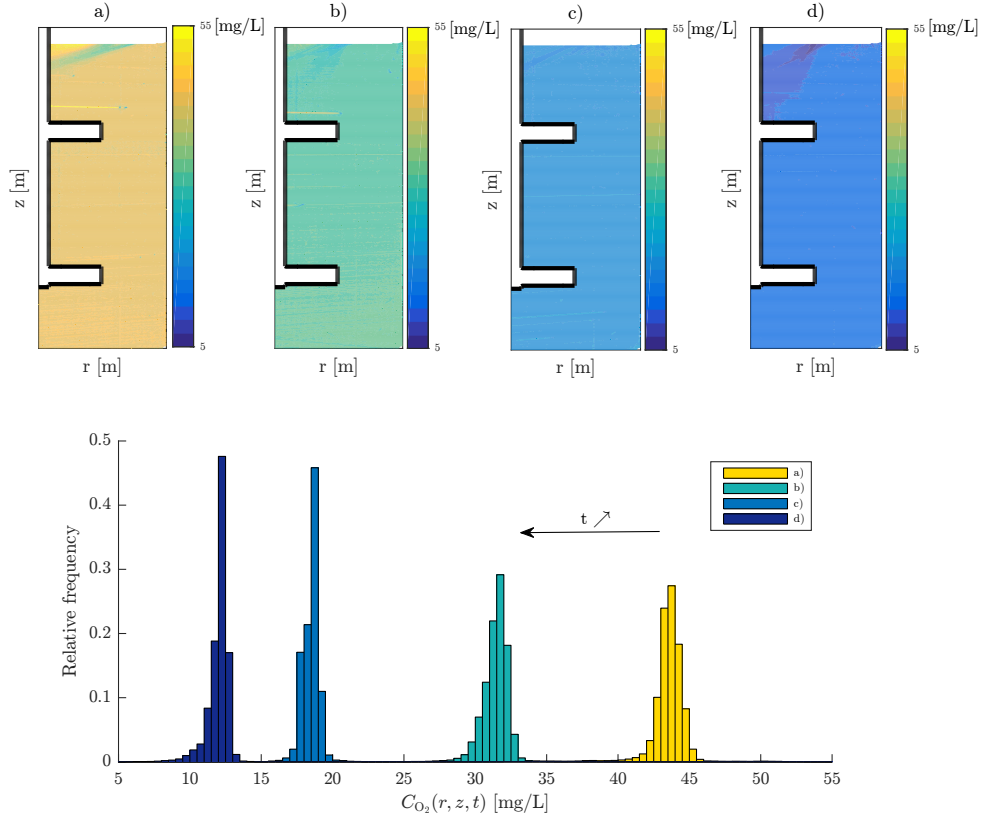 a)
b)
c)
d)
55 [mg/L]
55 [mg/L]
55 [mg/L]
55 [mg/L]
z [m]
z [m]
z [m]
z [m]
5
5
5
5
r [m]
r [m]
r [m]
r [m]
0.5
0.4
0.3
0.2
0.1
0
Relative frequency
t ↗
a)
b)
c)
d)
5 10 15 20 25 30 35 40 45 50 55
C_{O_2}(r, z, t) [mg/L]